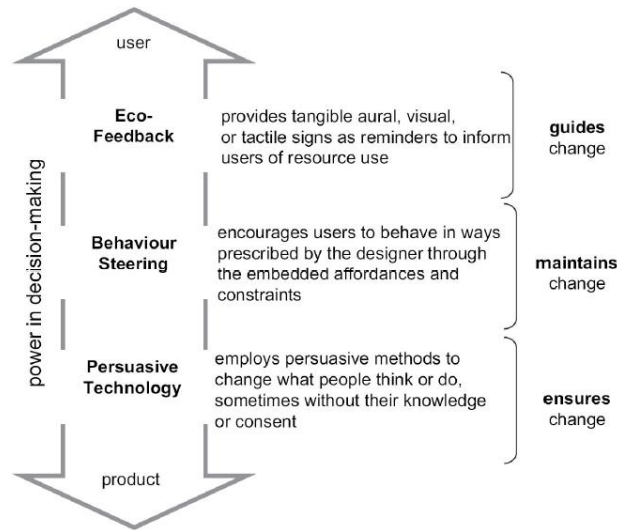 user
power in decision-making
Eco-
Feedback
provides tangible aural, visual,
or tactile signs as reminders to inform
users of resource use
guides
change
Behaviour
Steering
encourages users to behave in ways
prescribed by the designer through
the embedded affordances and
constraints
maintains
change
Persuasive
Technology
employs persuasive methods to
change what people think or do,
sometimes without their knowledge
or consent
ensures
change
product